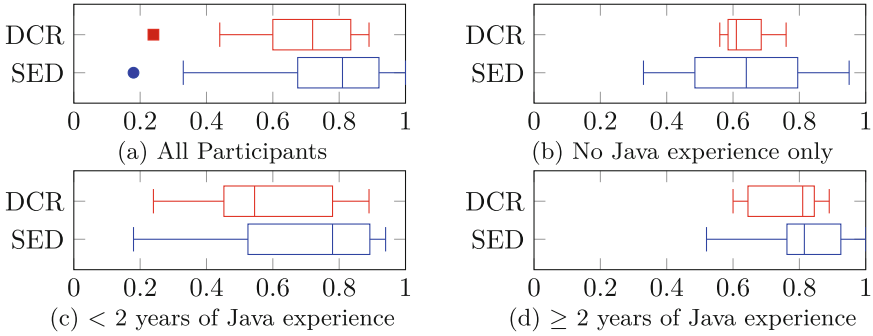 DCR
SED
0 0.2 0.4 0.6 0.8 1
(a) All Participants
DCR
SED
0 0.2 0.4 0.6 0.8 1
(b) No Java experience only
DCR
SED
0 0.2 0.4 0.6 0.8 1
(c) < 2 years of Java experience
DCR
SED
0 0.2 0.4 0.6 0.8 1
(d) ≥ 2 years of Java experience